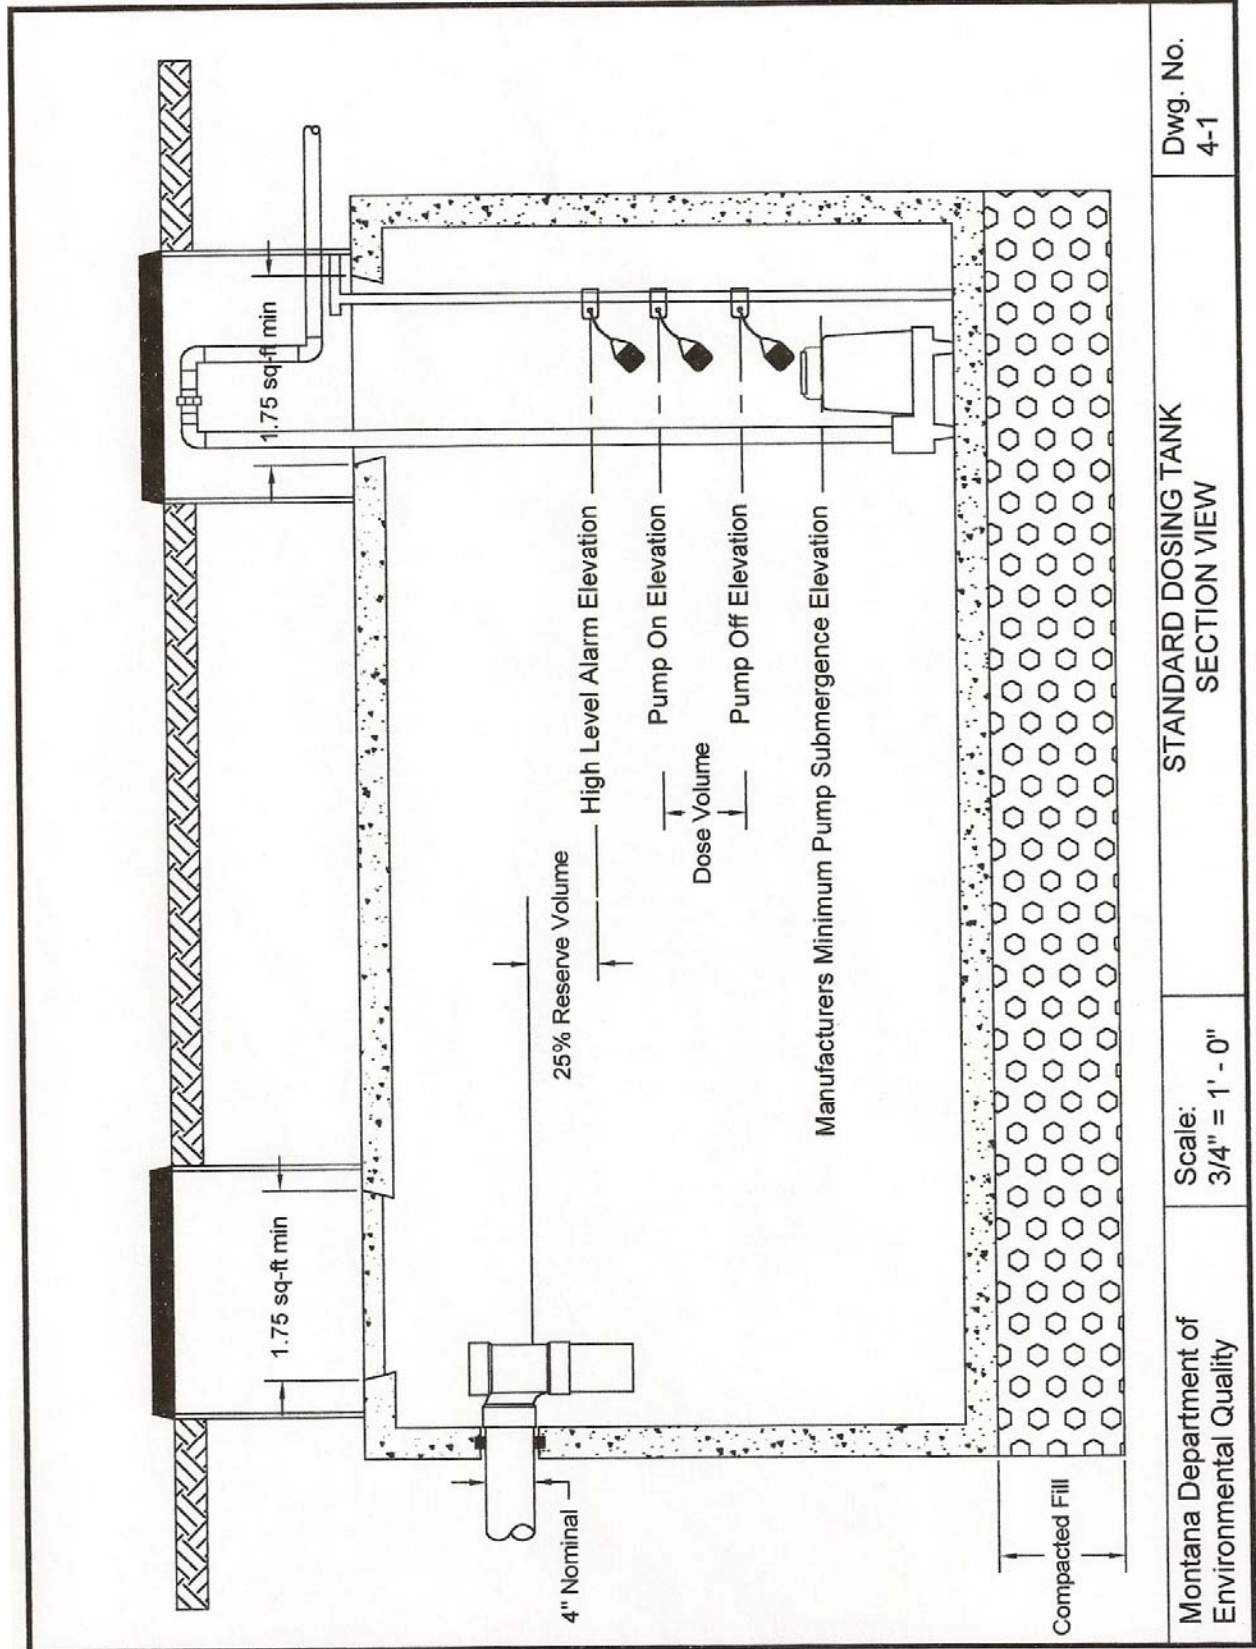 1.75 sq-ft min
1.75 sq-ft min
4" Nominal
25% Reserve Volume
High Level Alarm Elevation
Pump On Elevation
Dose Volume
Pump Off Elevation
Manufacturers Minimum Pump Submergence Elevation
Compacted Fill
Montana Department of
Environmental Quality
Scale:
3/4" = 1' - 0"
STANDARD DOSING TANK
SECTION VIEW
Dwg. No.
4-1